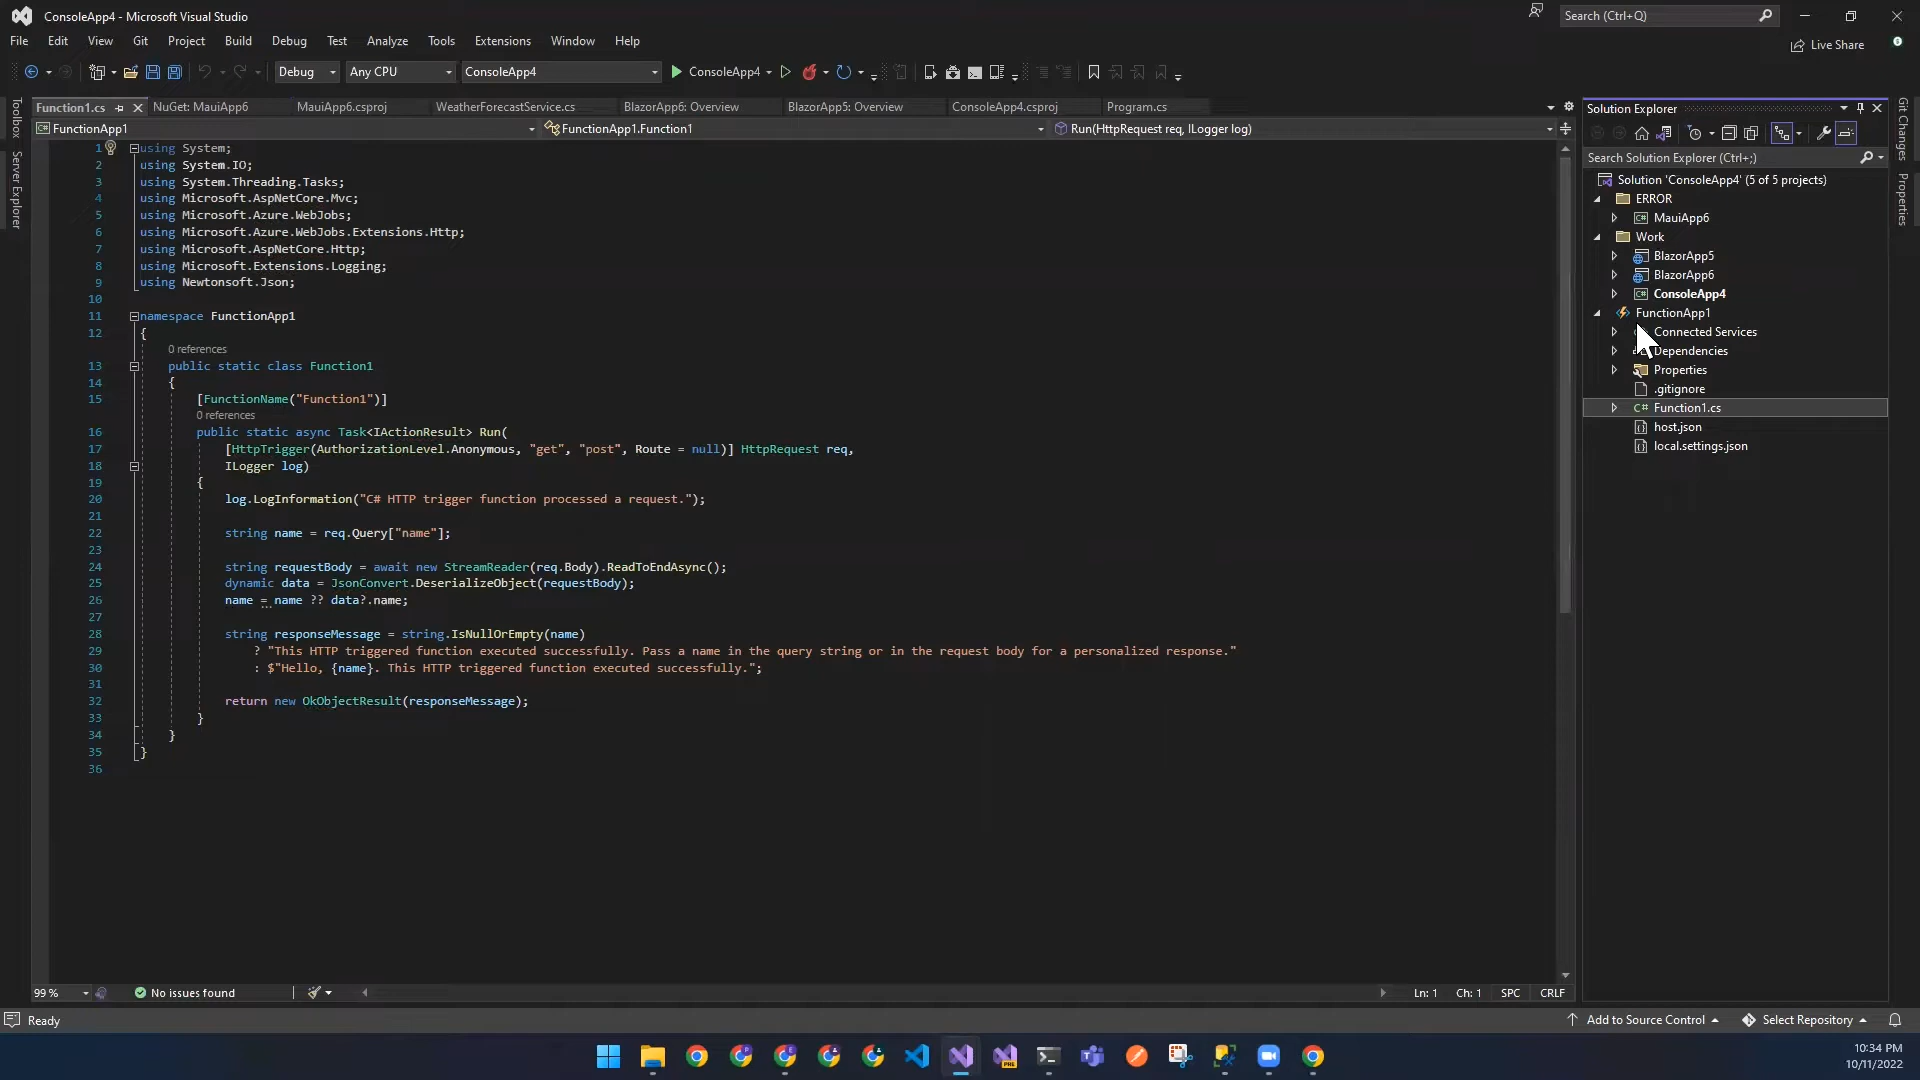 ConsoleApp4 - Microsoft Visual Studio
Search (Ctrl+Q)
File Edit View Git Project Build Debug Test Analyze Tools Extensions Window Help
Live Share
Debug Any CPU ConsoleApp4 ConsoleApp4
Function1.cs NuGet: MauiApp6 MauiApp6.csproj WeatherForecastService.cs BlazorApp6: Overview BlazorApp5: Overview ConsoleApp4.csproj Program.cs
FunctionApp1 FunctionApp1.Function1 Run(HttpRequest req, ILogger log)
Toolbox
Server Explorer
1 using System;
2 using System.IO;
3 using System.Threading.Tasks;
4 using Microsoft.AspNetCore.Mvc;
5 using Microsoft.Azure.WebJobs;
6 using Microsoft.Azure.WebJobs.Extensions.Http;
7 using Microsoft.AspNetCore.Http;
8 using Microsoft.Extensions.Logging;
9 using Newtonsoft.Json;
10
11 namespace FunctionApp1
12 {
0 references
13 public static class Function1
14 {
15 [FunctionName("Function1")]
0 references
16 public static async Task<IActionResult> Run(
17 [HttpTrigger(AuthorizationLevel.Anonymous, "get", "post", Route = null)] HttpRequest req,
18 ILogger log)
19 {
20 log.LogInformation("C# HTTP trigger function processed a request.");
21
22 string name = req.Query["name"];
23
24 string requestBody = await new StreamReader(req.Body).ReadToEndAsync();
25 dynamic data = JsonConvert.DeserializeObject(requestBody);
26 name = name ?? data?.name;
27
28 string responseMessage = string.IsNullOrEmpty(name)
29 ? "This HTTP triggered function executed successfully. Pass a name in the query string or in the request body for a personalized response."
30 : $"Hello, {name}. This HTTP triggered function executed successfully.";
31
32 return new OkObjectResult(responseMessage);
33 }
34 }
35 }
36
Solution Explorer
Search Solution Explorer (Ctrl+;)
Solution 'ConsoleApp4' (5 of 5 projects)
ERROR
MauiApp6
Work
BlazorApp5
BlazorApp6
ConsoleApp4
FunctionApp1
Connected Services
Dependencies
Properties
.gitignore
C# Function1.cs
host.json
local.settings.json
Git Changes
Properties
99 % No issues found Ln: 1 Ch: 1 SPC CRLF
Ready Add to Source Control Select Repository
10:34 PM
10/11/2022